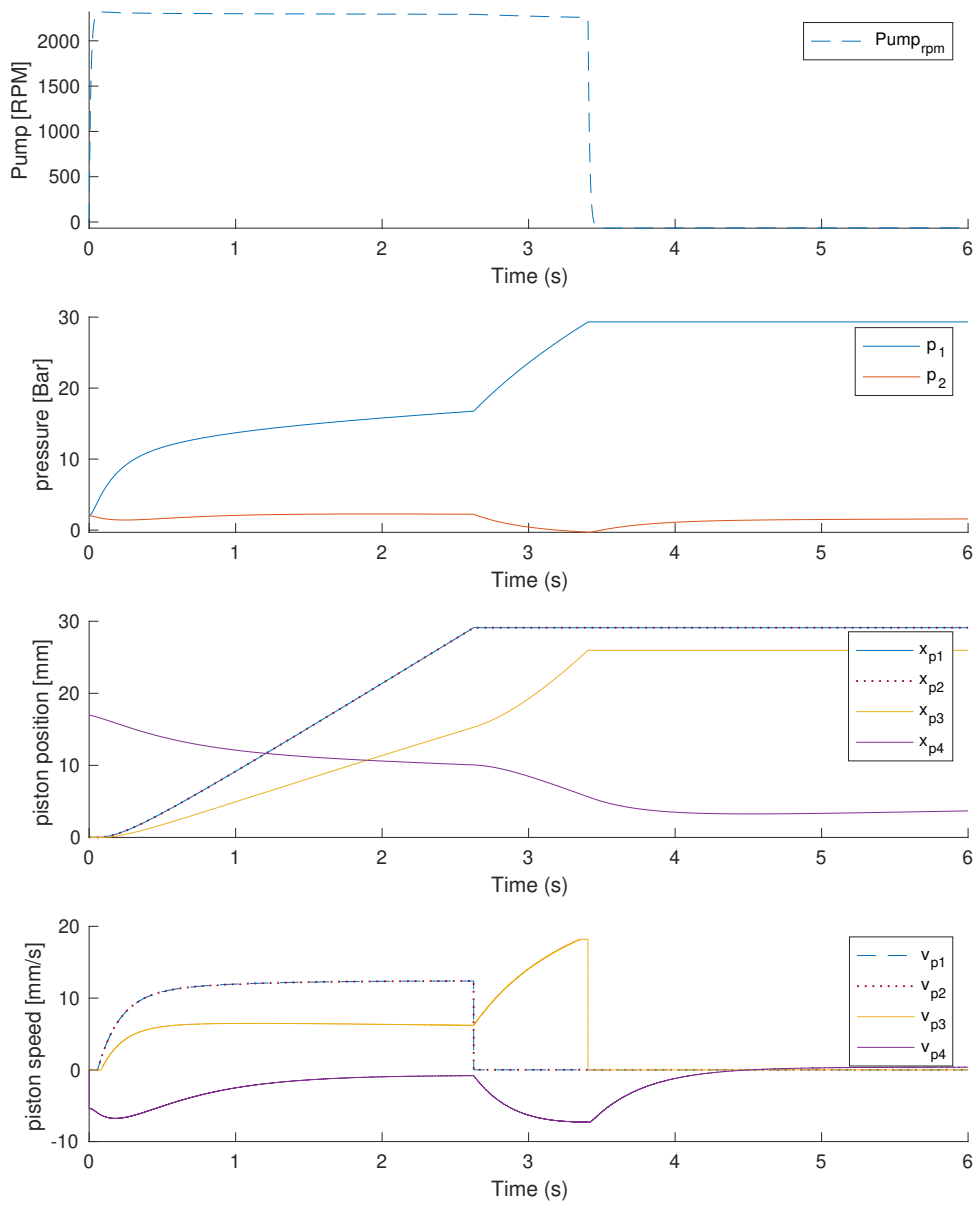 Pump [RPM]
2000
1500
1000
500
0
Pump_rpm
0 1 2 3 4 5 6
Time (s)
pressure [Bar]
30
20
10
0
p_1
p_2
0 1 2 3 4 5 6
Time (s)
piston position [mm]
30
20
10
0
x_p1
x_p2
x_p3
x_p4
0 1 2 3 4 5 6
Time (s)
piston speed [mm/s]
20
10
0
-10
v_p1
v_p2
v_p3
v_p4
0 1 2 3 4 5 6
Time (s)